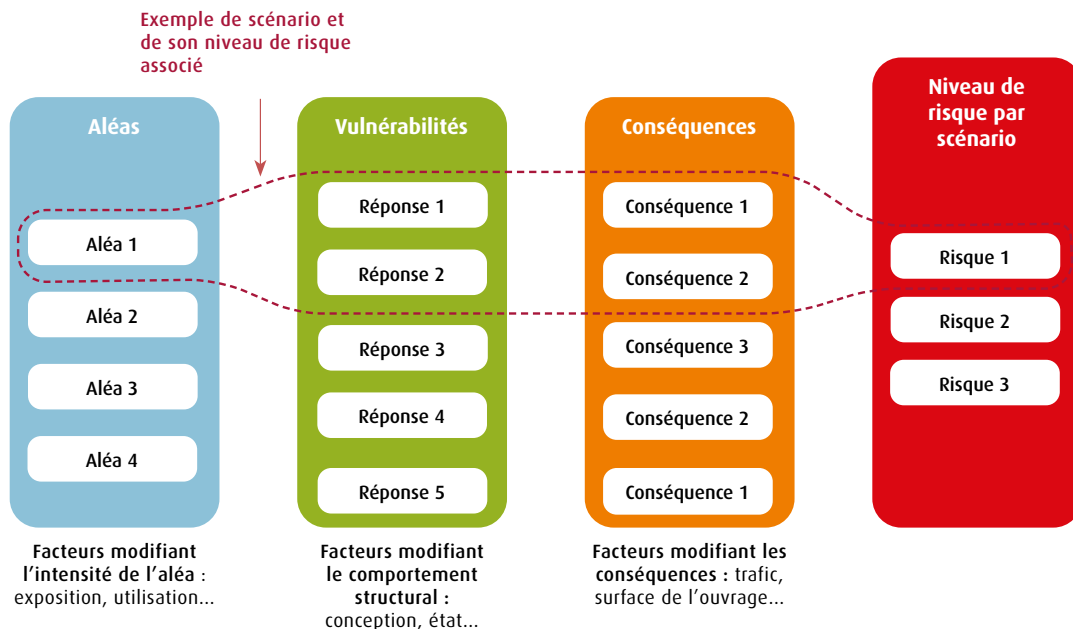 Exemple de scénario et
de son niveau de risque
associé
Aléas
Aléa 1
Aléa 2
Aléa 3
Aléa 4
Facteurs modifiant
l'intensité de l'aléa :
exposition, utilisation...
Vulnérabilités
Réponse 1
Réponse 2
Réponse 3
Réponse 4
Réponse 5
Facteurs modifiant
le comportement
structural :
conception, état...
Conséquences
Conséquence 1
Conséquence 2
Conséquence 3
Conséquence 2
Conséquence 1
Facteurs modifiant les
conséquences : trafic,
surface de l'ouvrage...
Niveau de
risque par
scénario
Risque 1
Risque 2
Risque 3